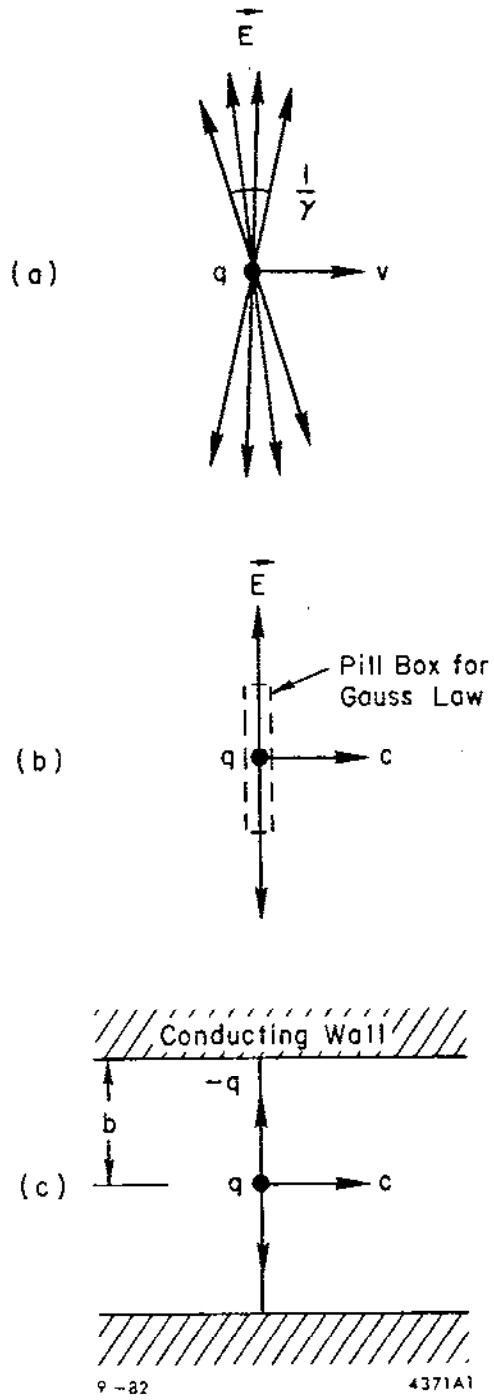 E
1/γ
(a) q v
E
Pill Box for
Gauss Law
(b) q c
Conducting Wall
-q
b
(c) q c
9-82 4371A1